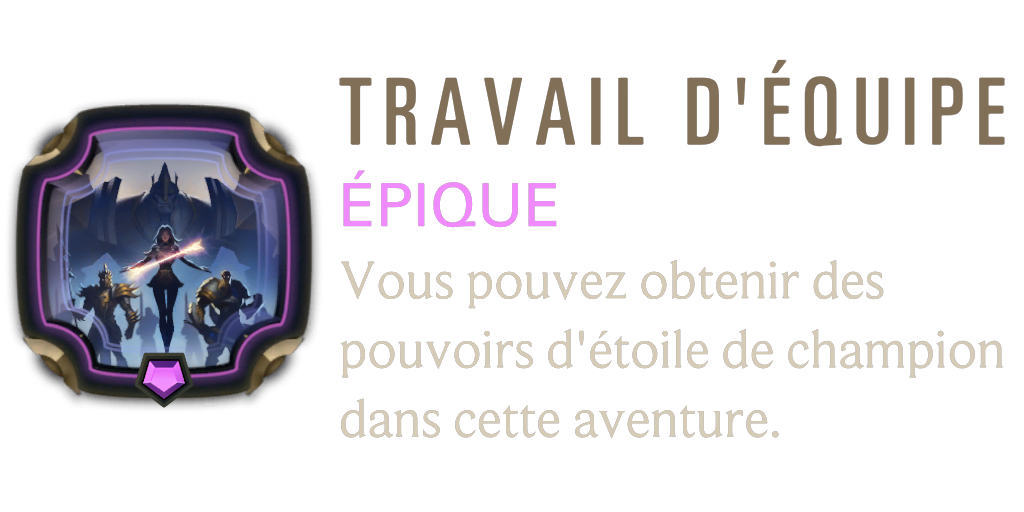 TRAVAIL D'ÉQUIPE
ÉPIQUE
Vous pouvez obtenir des
pouvoirs d'étoile de champion
dans cette aventure.